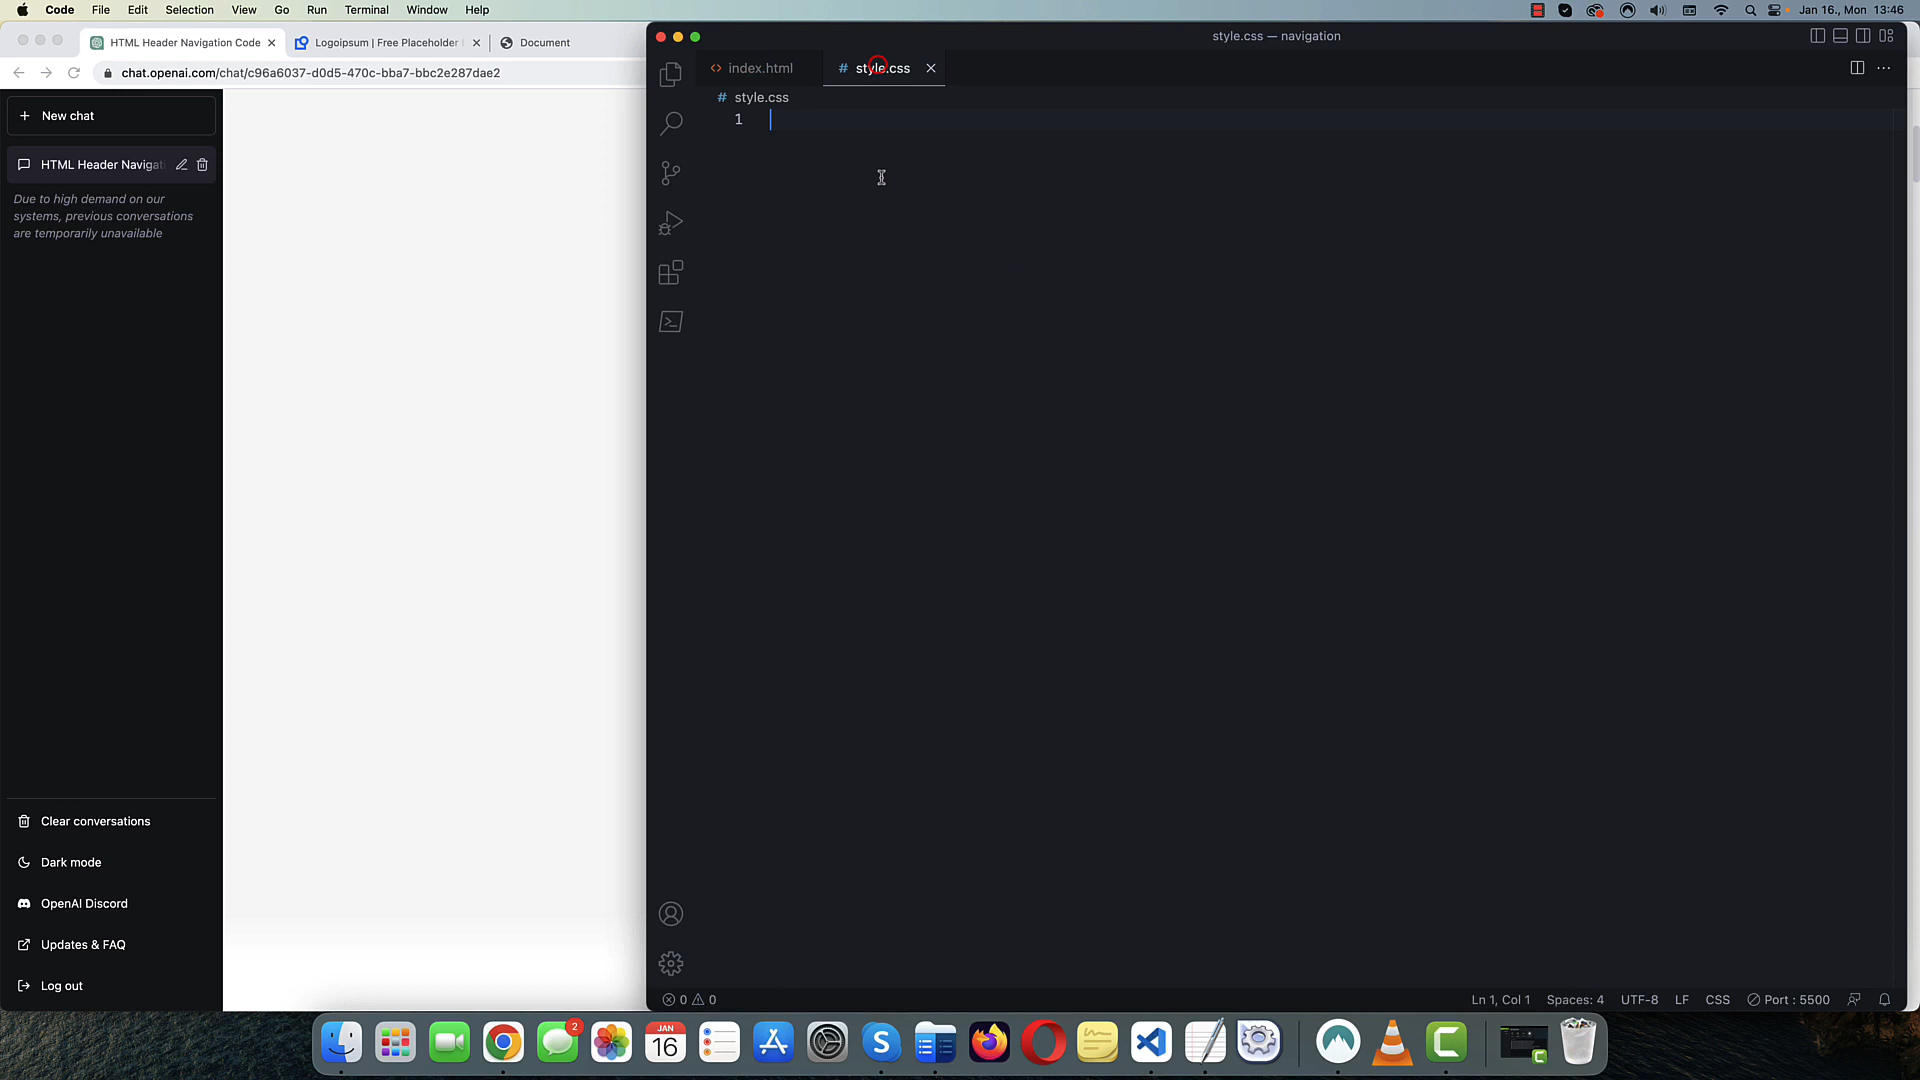 Code File Edit Selection View Go Run Terminal Window Help
Jan 16., Mon 13:46
HTML Header Navigation Code
Logoipsum | Free Placeholder
Document
chat.openai.com/chat/c96a6037-d0d5-470c-bba7-bbc2e287dae2
New chat
HTML Header Navigati
Due to high demand on our
systems, previous conversations
are temporarily unavailable
Clear conversations
Dark mode
OpenAI Discord
Updates & FAQ
Log out
style.css — navigation
index.html
# style.css
# style.css
1
0 0
Ln 1, Col 1 Spaces: 4 UTF-8 LF CSS Port : 5500
2
JAN
16